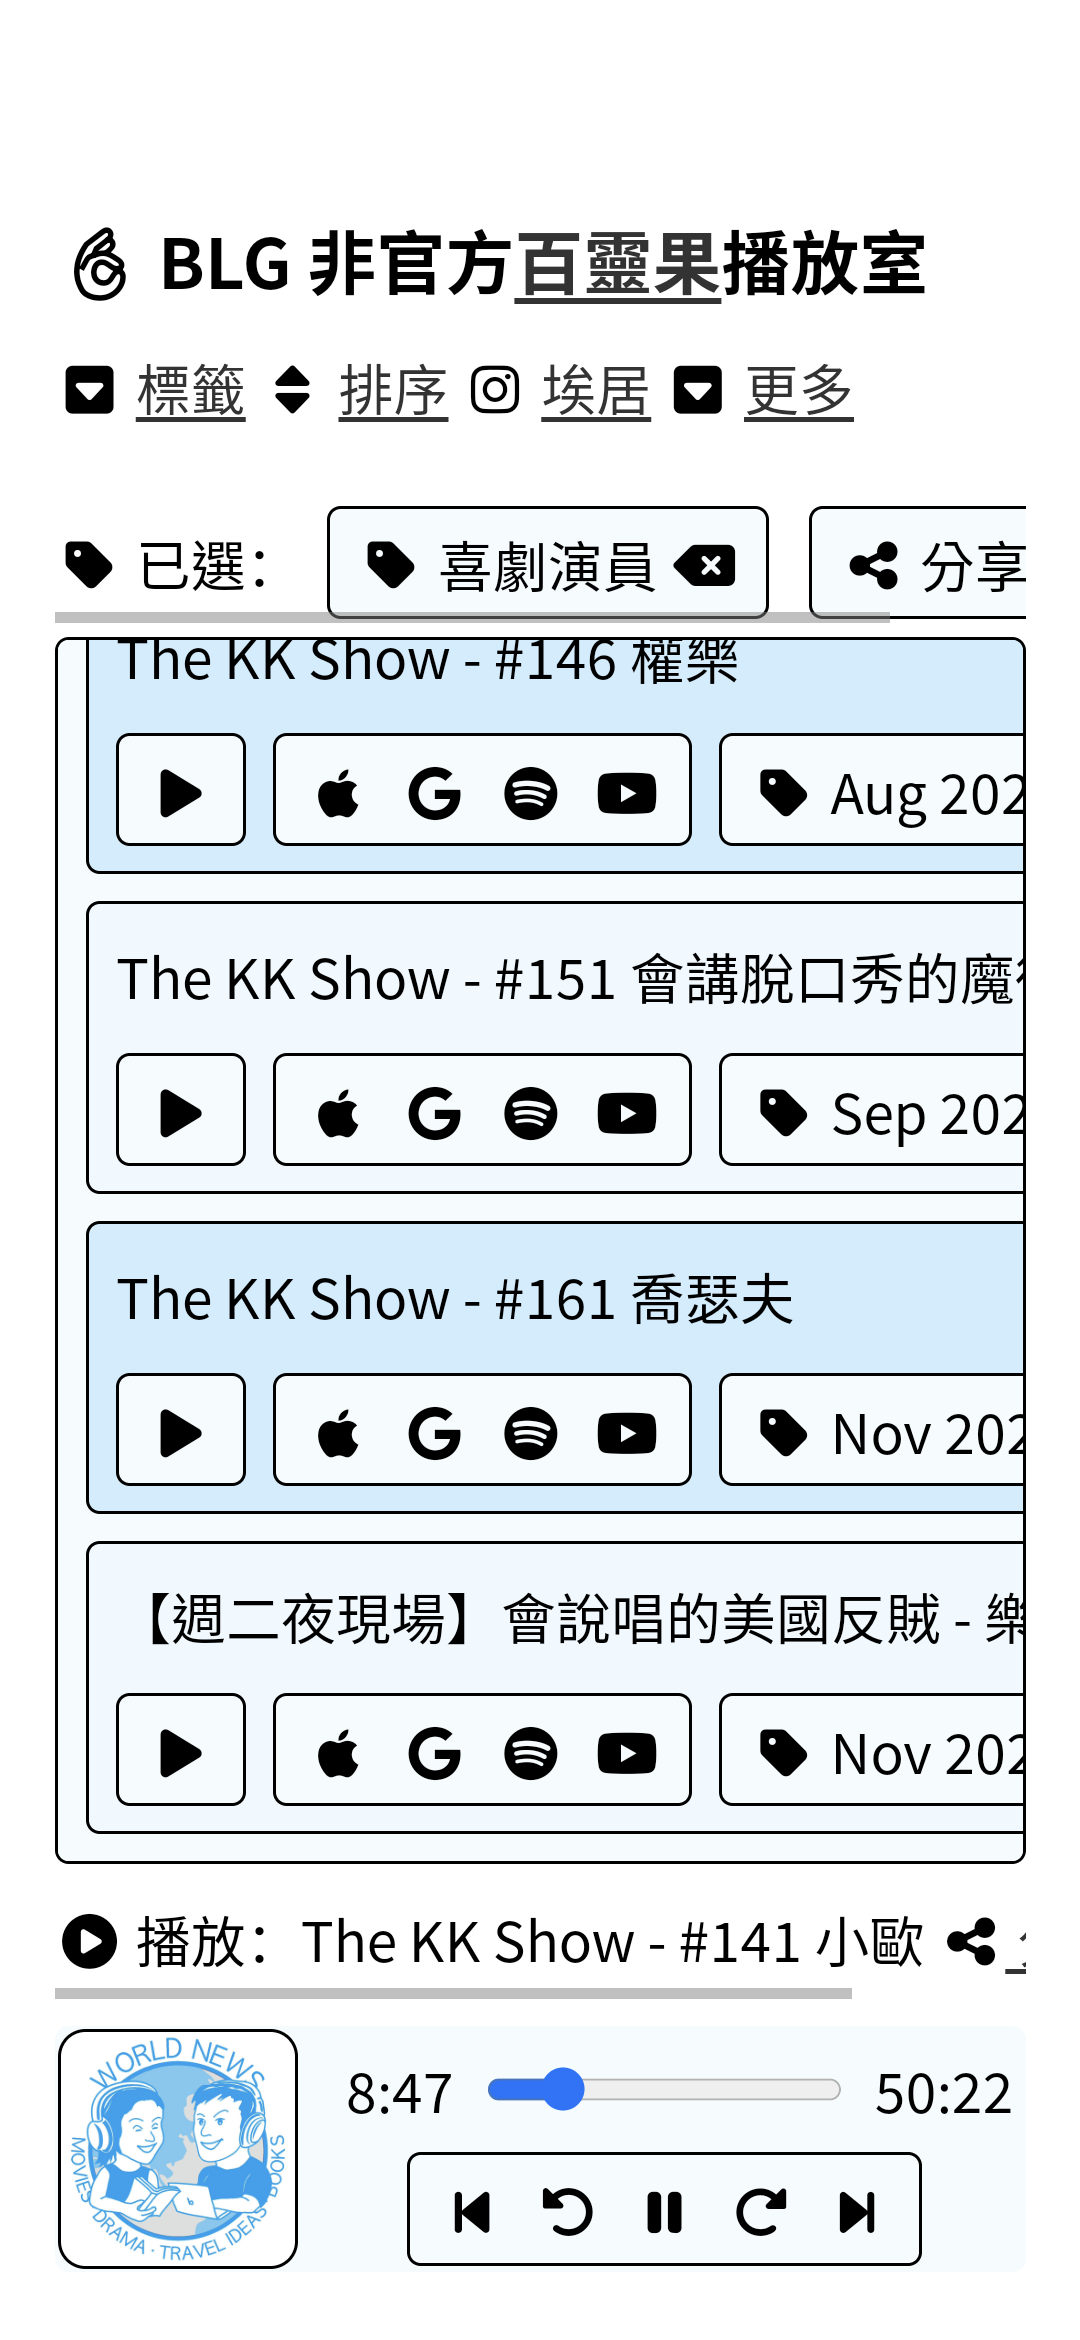 BLG 非官方百靈果播放室
標籤 排序 埃居 更多
已選： 喜劇演員 分享
The KK Show - #146 權樂
Aug 202
The KK Show - #151 會講脫口秀的魔
Sep 202
The KK Show - #161 喬瑟夫
Nov 202
【週二夜現場】會說唱的美國反賊 - 樂
Nov 202
播放：The KK Show - #141 小歐
8:47 50:22
WORLD NEWS
MOVIES · DRAMA · TRAVEL IDEAS · BOOKS